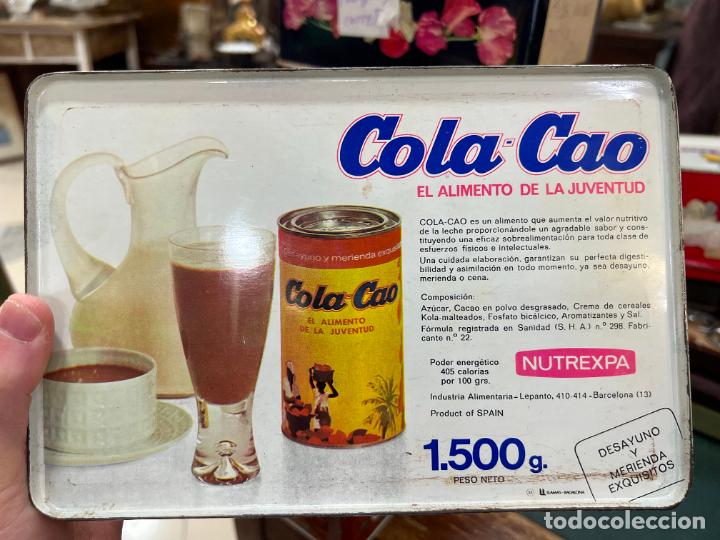 Cola-Cao
EL ALIMENTO DE LA JUVENTUD
COLA-CAO es un alimento que aumenta el valor nutritivo
de la leche proporcionándole un agradable sabor y cons-
tituyendo una eficaz sobrealimentación para toda clase de
esfuerzos físicos e intelectuales.
Una cuidada elaboración, garantizan su perfecta digesti-
bilidad y asimilación en todo momento, ya sea desayuno,
merienda o cena.
Composición:
Azúcar, Cacao en polvo desgrasado, Crema de cereales
Kola-malteados, Fosfato bicálcico, Aromatizantes y Sal.
Fórmula registrada en Sanidad (S. H. A.) n.º 298. Fabri-
cante n.º 22.
Poder energético
405 calorías
por 100 grs.
NUTREXPA
Industria Alimentaria - Lepanto, 410-414 - Barcelona (13)
Product of SPAIN
1.500 g.
PESO NETO
DESAYUNO
Y
MERIENDA
EXQUISITOS
desayuno y merienda exquisitos
Cola-Cao
EL ALIMENTO
DE LA JUVENTUD
todocoleccion.net